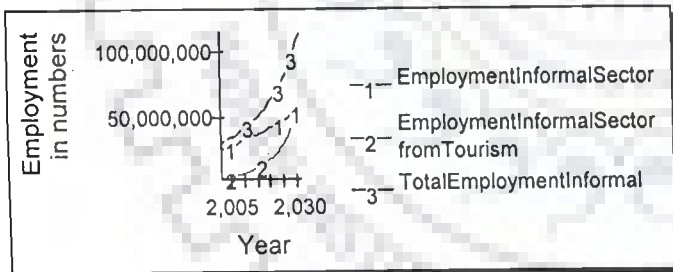 Employment
in numbers
100,000,000
50,000,000
3
3
3
1
1
1
2
2
2,005 2,030
Year
1 EmploymentInformalSector
2 EmploymentInformalSector
fromTourism
3 TotalEmploymentInformal